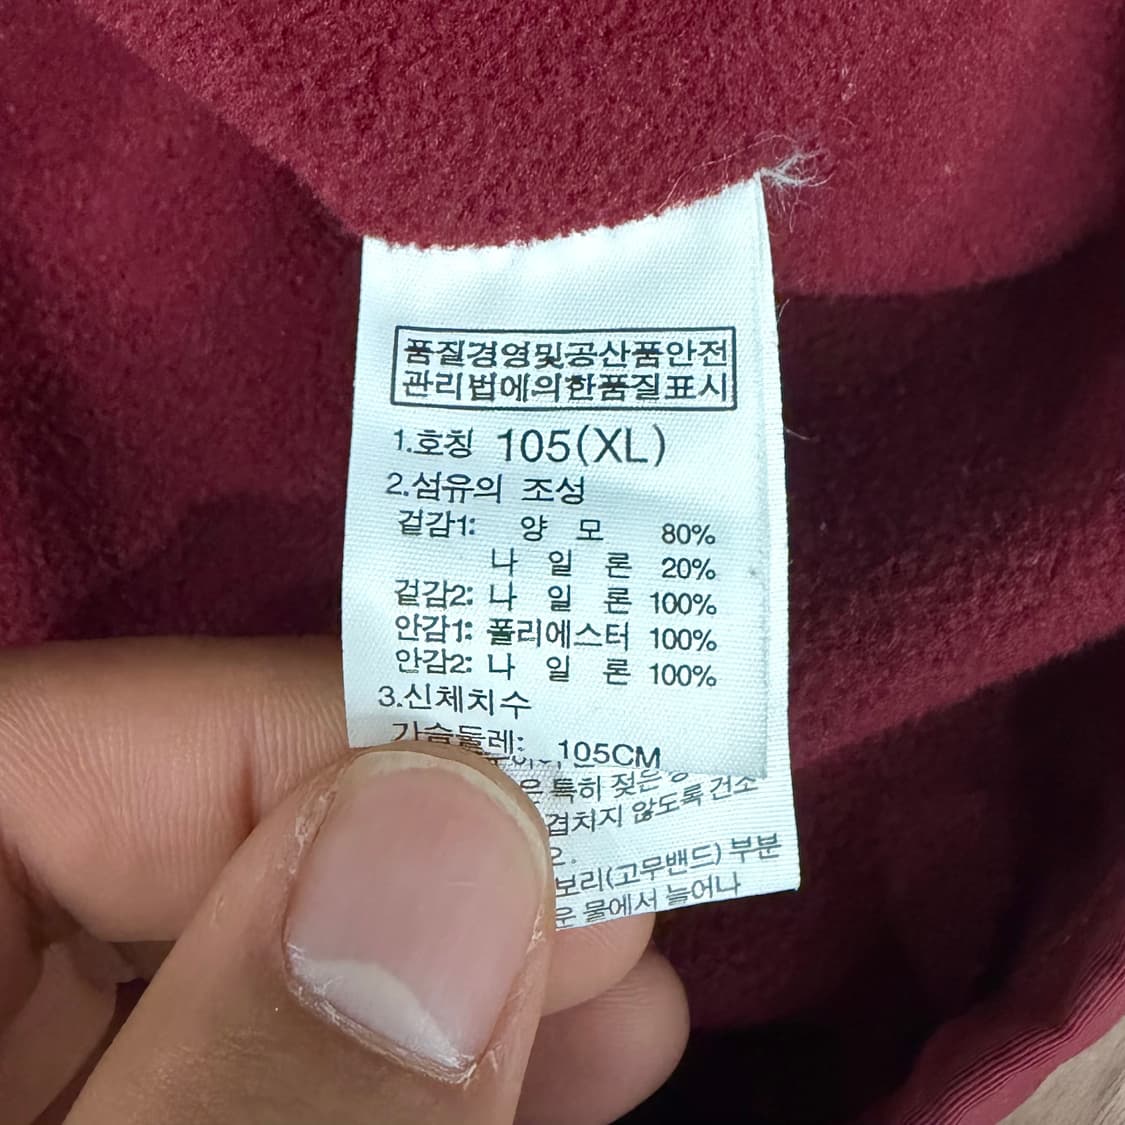 품질경영및공산품안전
관리법에의한품질표시
1.호칭 105(XL)
2.섬유의 조성
겉감1: 양 모 80%
나 일 론 20%
겉감2: 나 일 론 100%
안감1: 폴리에스터 100%
안감2: 나 일 론 100%
3.신체치수
가슴둘레: 105CM
특히 젖은
겹치지 않도록 건조
보리(고무밴드) 부분
물에서 늘어나